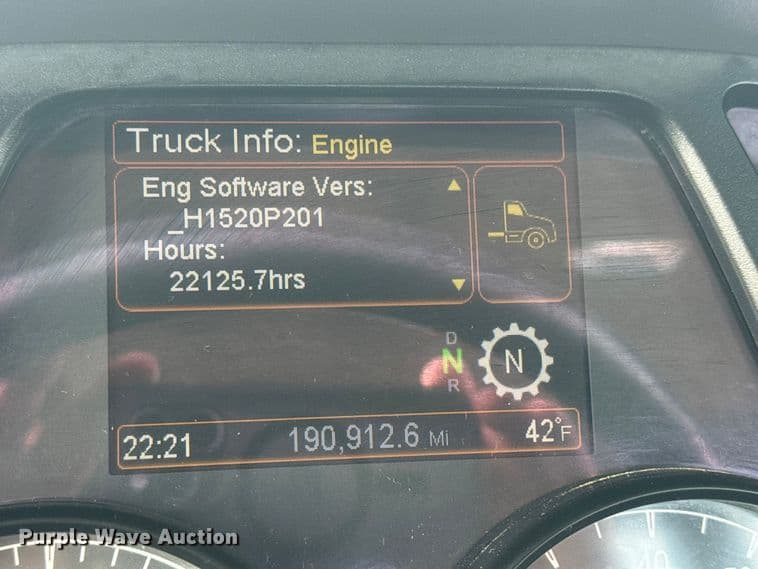 Truck Info: Engine
Eng Software Vers:
_H1520P201
Hours:
22125.7hrs
D
N
R
N
22:21 190,912.6 Mi 42°F
Purple Wave Auction
40